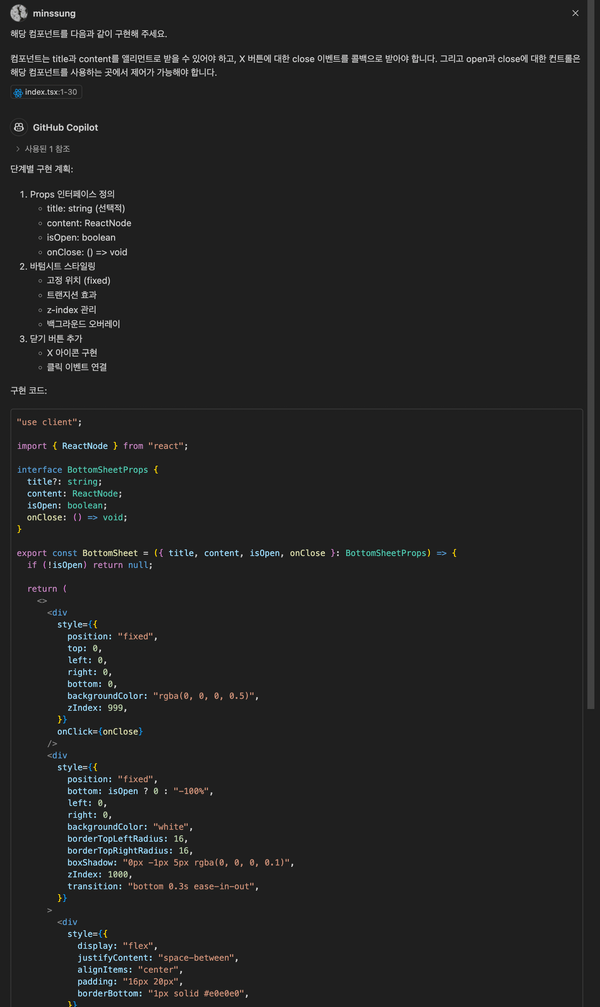 minssung
해당 컴포넌트를 다음과 같이 구현해 주세요.
컴포넌트는 title과 content를 앨리먼트로 받을 수 있어야 하고, X 버튼에 대한 close 이벤트를 콜백으로 받아야 합니다. 그리고 open과 close에 대한 컨트롤은
해당 컴포넌트를 사용하는 곳에서 제어가 가능해야 합니다.
index.tsx:1-30
GitHub Copilot
사용된 1 참조
단계별 구현 계획:
1. Props 인터페이스 정의
title: string (선택적)
content: ReactNode
isOpen: boolean
onClose: () => void
2. 바텀시트 스타일링
고정 위치 (fixed)
트랜지션 효과
z-index 관리
백그라운드 오버레이
3. 닫기 버튼 추가
X 아이콘 구현
클릭 이벤트 연결
구현 코드:
"use client";
import { ReactNode } from "react";
interface BottomSheetProps {
title?: string;
content: ReactNode;
isOpen: boolean;
onClose: () => void;
}
export const BottomSheet = ({ title, content, isOpen, onClose }: BottomSheetProps) => {
if (!isOpen) return null;
return (
<>
<div
style={{
position: "fixed",
top: 0,
left: 0,
right: 0,
bottom: 0,
backgroundColor: "rgba(0, 0, 0, 0.5)",
zIndex: 999,
}}
onClick={onClose}
/>
<div
style={{
position: "fixed",
bottom: isOpen ? 0 : "-100%",
left: 0,
right: 0,
backgroundColor: "white",
borderTopLeftRadius: 16,
borderTopRightRadius: 16,
boxShadow: "0px -1px 5px rgba(0, 0, 0, 0.1)",
zIndex: 1000,
transition: "bottom 0.3s ease-in-out",
}}
>
<div
style={{
display: "flex",
justifyContent: "space-between",
alignItems: "center",
padding: "16px 20px",
borderBottom: "1px solid #e0e0e0",
}}